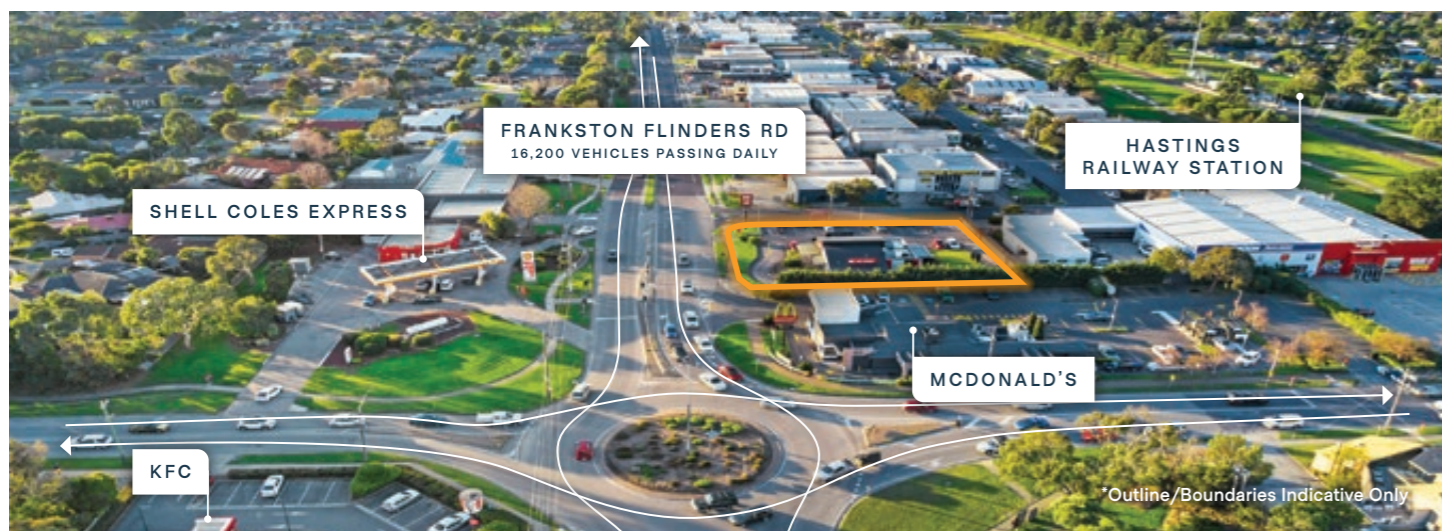 FRANKSTON FLINDERS RD
16,200 VEHICLES PASSING DAILY
HASTINGS
RAILWAY STATION
SHELL COLES EXPRESS
MCDONALD'S
KFC
*Outline/Boundaries Indicative Only